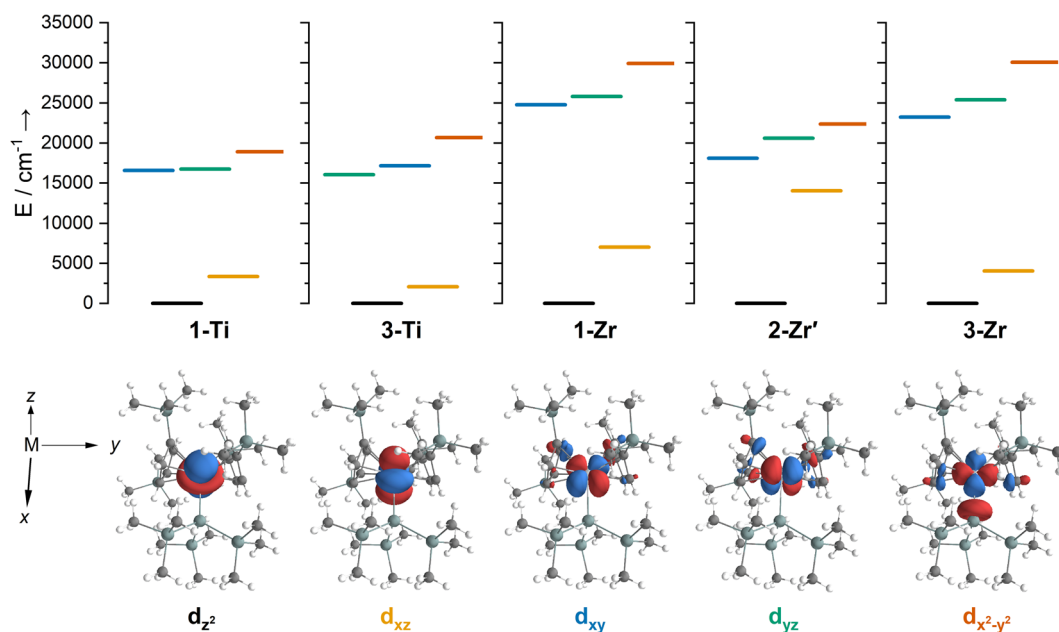 35000
30000
25000
20000
15000
10000
5000
0
E / cm⁻¹ →
1-Ti
3-Ti
1-Zr
2-Zr′
3-Zr
z
M
y
x
d_z²
d_xz
d_xy
d_yz
d_x²-y²